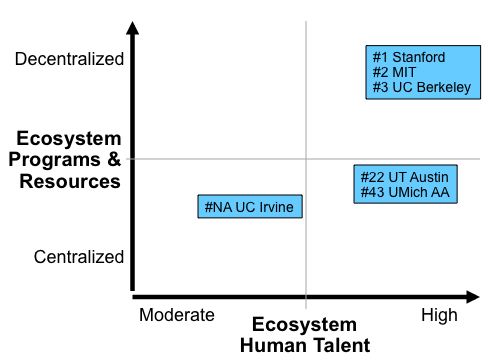 Decentralized
#1 Stanford
#2 MIT
#3 UC Berkeley
Ecosystem
Programs &
Resources
#22 UT Austin
#43 UMich AA
#NA UC Irvine
Centralized
Moderate
High
Ecosystem
Human Talent